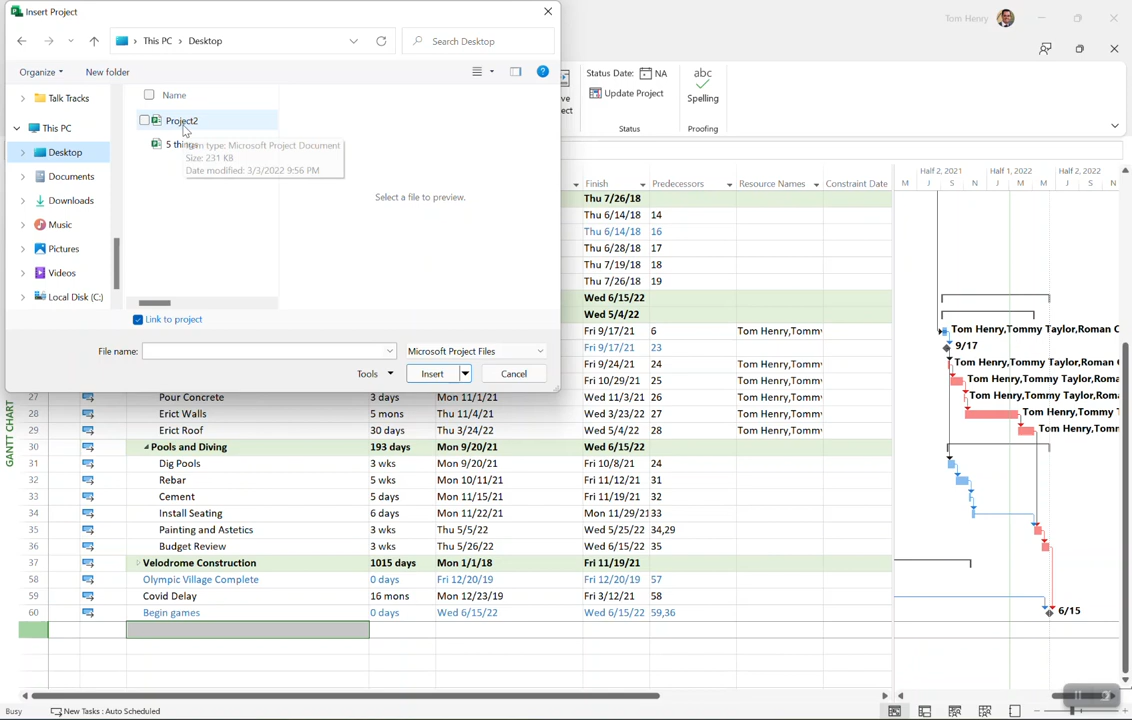 Insert Project
Tom Henry
This PC > Desktop
Search Desktop
Organize
New folder
Status Date:
NA
Update Project
Status
abc
Spelling
Proofing
Talk Tracks
This PC
Desktop
Documents
Downloads
Music
Pictures
Videos
Local Disk (C:)
Name
Project2
5 things
Item type: Microsoft Project Document
Size: 231 KB
Date modified: 3/3/2022 9:56 PM
Select a file to preview.
Link to project
File name:
Microsoft Project Files
Tools
Insert
Cancel
Finish Predecessors Resource Names Constraint Date
Half 2, 2021 Half 1, 2022 Half 2, 2022
M J S N J M M J S N
Thu 7/26/18
Thu 6/14/18 14
Thu 6/14/18 16
Thu 6/28/18 17
Thu 7/19/18 18
Thu 7/26/18 19
Wed 6/15/22
Wed 5/4/22
Fri 9/17/21 6 Tom Henry,Tommy
Fri 9/17/21 23
Fri 9/24/21 24 Tom Henry,Tommy
Fri 10/29/21 25 Tom Henry,Tommy
27 Pour Concrete 3 days Mon 11/1/21 Wed 11/3/21 26 Tom Henry,Tommy
28 Erict Walls 5 mons Thu 11/4/21 Wed 3/23/22 27 Tom Henry,Tommy
29 Erict Roof 30 days Thu 3/24/22 Wed 5/4/22 28 Tom Henry,Tommy
30 Pools and Diving 193 days Mon 9/20/21 Wed 6/15/22
31 Dig Pools 3 wks Mon 9/20/21 Fri 10/8/21 24
32 Rebar 5 wks Mon 10/11/21 Fri 11/12/21 31
33 Cement 5 days Mon 11/15/21 Fri 11/19/21 32
34 Install Seating 6 days Mon 11/22/21 Mon 11/29/21 33
35 Painting and Astetics 3 wks Thu 5/5/22 Wed 5/25/22 34,29
36 Budget Review 3 wks Thu 5/26/22 Wed 6/15/22 35
37 Velodrome Construction 1015 days Mon 1/1/18 Fri 11/19/21
58 Olympic Village Complete 0 days Fri 12/20/19 Fri 12/20/19 57
59 Covid Delay 16 mons Mon 12/23/19 Fri 3/12/21 58
60 Begin games 0 days Wed 6/15/22 Wed 6/15/22 59,36
Tom Henry,Tommy Taylor,Roman C
9/17
Tom Henry,Tommy Taylor,Roman
Tom Henry,Tommy Taylor,Roma
Tom Henry,Tommy Taylor,Roma
Tom Henry,Tommy T
Tom Henry,Tomm
6/15
GANTT CHART
Busy
New Tasks : Auto Scheduled